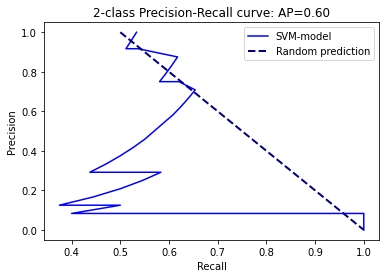 2-class Precision-Recall curve: AP=0.60
SVM-model
Random prediction
Precision
1.0
0.8
0.6
0.4
0.2
0.0
0.4
0.5
0.6
0.7
0.8
0.9
1.0
Recall